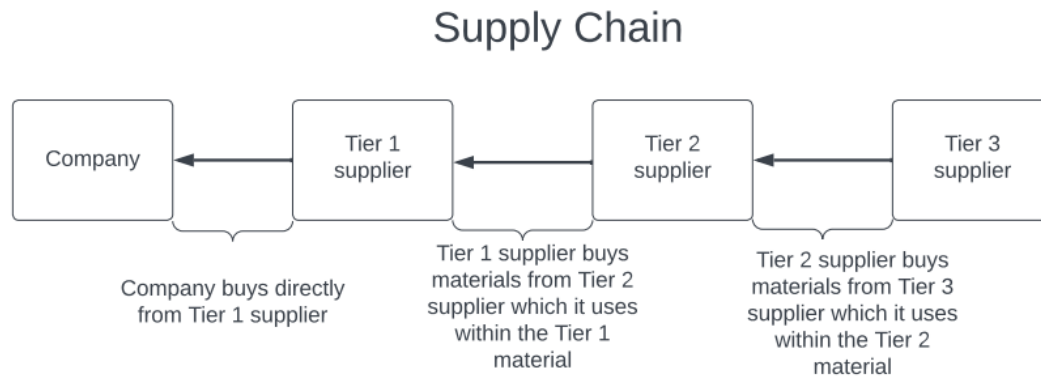 Supply Chain
Company
Tier 1
supplier
Tier 2
supplier
Tier 3
supplier
Company buys directly
from Tier 1 supplier
Tier 1 supplier buys
materials from Tier 2
supplier which it uses
within the Tier 1
material
Tier 2 supplier buys
materials from Tier 3
supplier which it uses
within the Tier 2
material